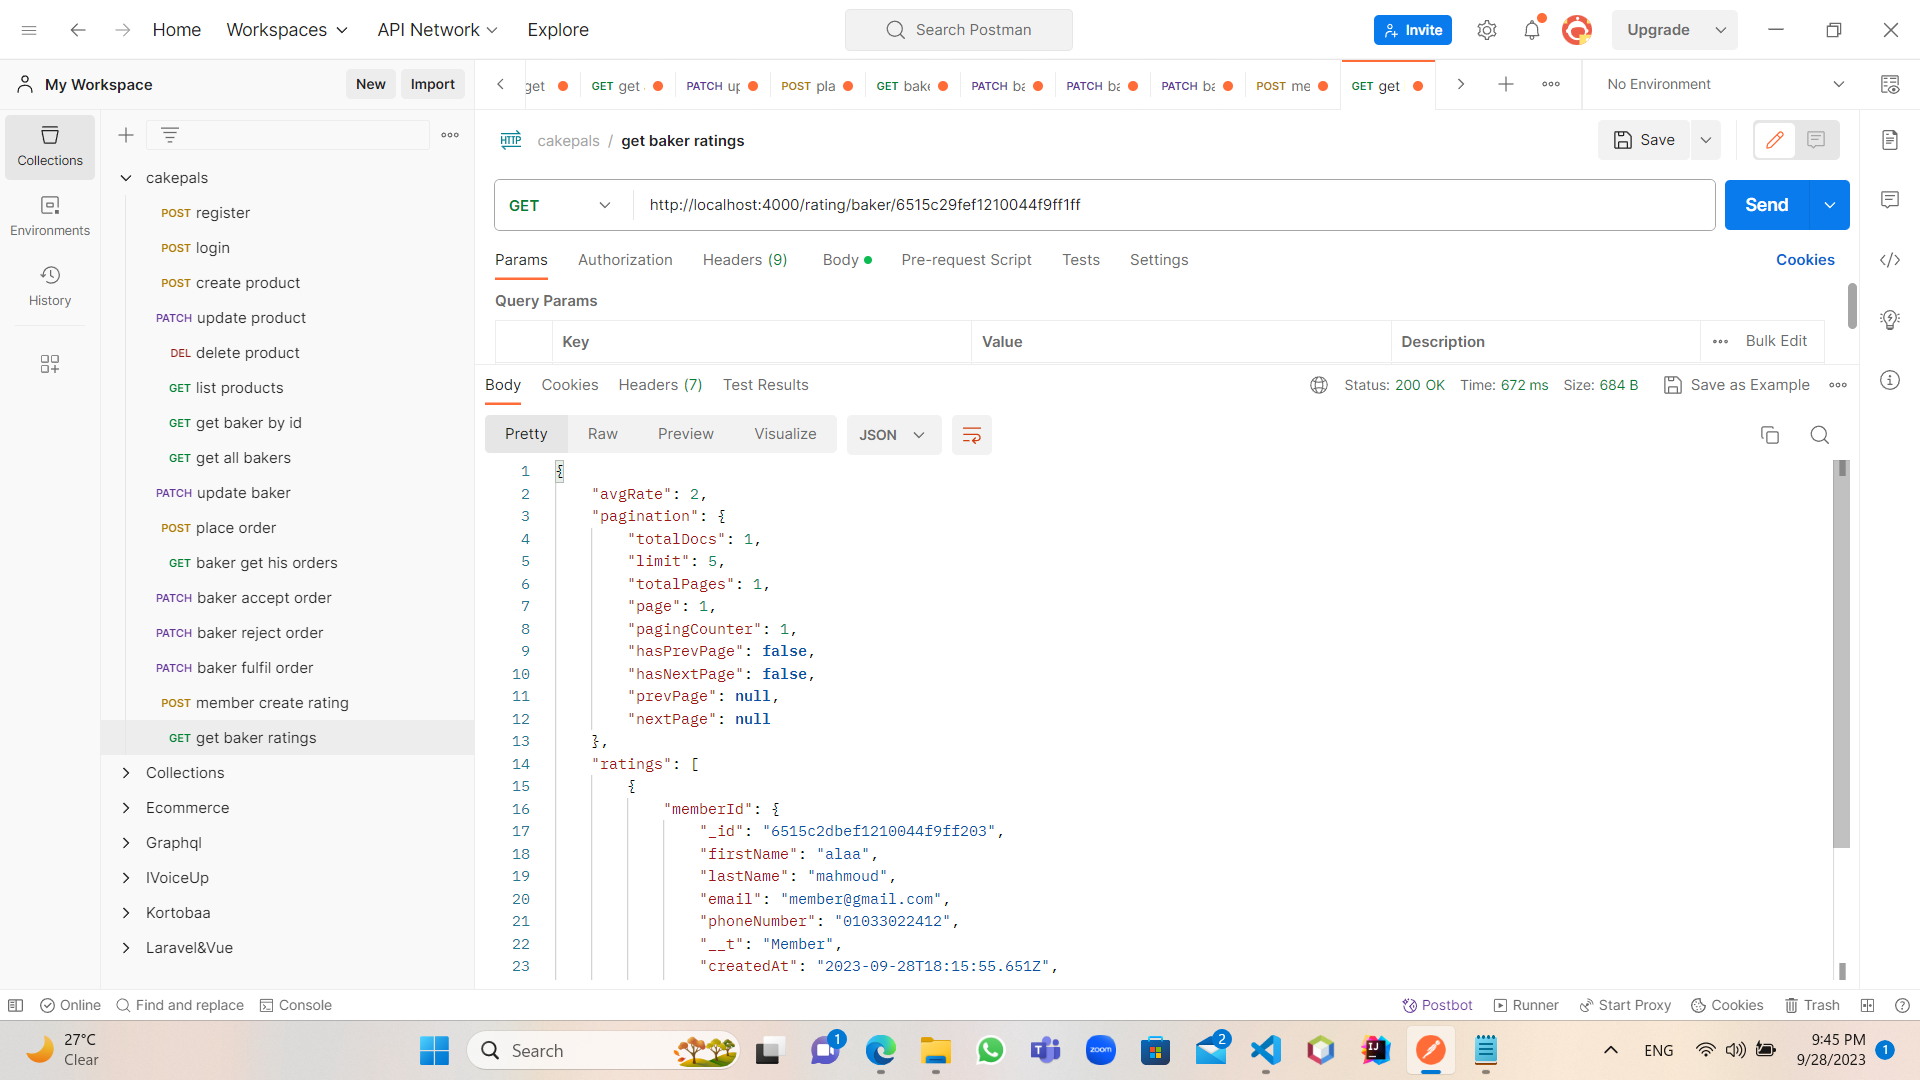 Home Workspaces API Network Explore Search Postman Invite Upgrade
My Workspace New Import
get GET get PATCH up POST pla GET bake PATCH ba PATCH ba PATCH ba POST me GET get No Environment
Collections
Environments
History
cakepals
POST register
POST login
POST create product
PATCH update product
DEL delete product
GET list products
GET get baker by id
GET get all bakers
PATCH update baker
POST place order
GET baker get his orders
PATCH baker accept order
PATCH baker reject order
PATCH baker fulfil order
POST member create rating
GET get baker ratings
Collections
Ecommerce
Graphql
IVoiceUp
Kortobaa
Laravel&Vue
HTTP cakepals / get baker ratings Save
GET http://localhost:4000/rating/baker/6515c29fef1210044f9ff1ff Send
Params Authorization Headers (9) Body Pre-request Script Tests Settings Cookies
Query Params
Key Value Description Bulk Edit
Body Cookies Headers (7) Test Results Status: 200 OK Time: 672 ms Size: 684 B Save as Example
Pretty Raw Preview Visualize JSON
1 {
2 "avgRate": 2,
3 "pagination": {
4 "totalDocs": 1,
5 "limit": 5,
6 "totalPages": 1,
7 "page": 1,
8 "pagingCounter": 1,
9 "hasPrevPage": false,
10 "hasNextPage": false,
11 "prevPage": null,
12 "nextPage": null
13 },
14 "ratings": [
15 {
16 "memberId": {
17 "_id": "6515c2dbef1210044f9ff203",
18 "firstName": "alaa",
19 "lastName": "mahmoud",
20 "email": "member@gmail.com",
21 "phoneNumber": "01033022412",
22 "__t": "Member",
23 "createdAt": "2023-09-28T18:15:55.651Z",
Online Find and replace Console Postbot Runner Start Proxy Cookies Trash
27°C
Clear
Search
1
zoom
2
IJ
ENG
9:45 PM
9/28/2023
1